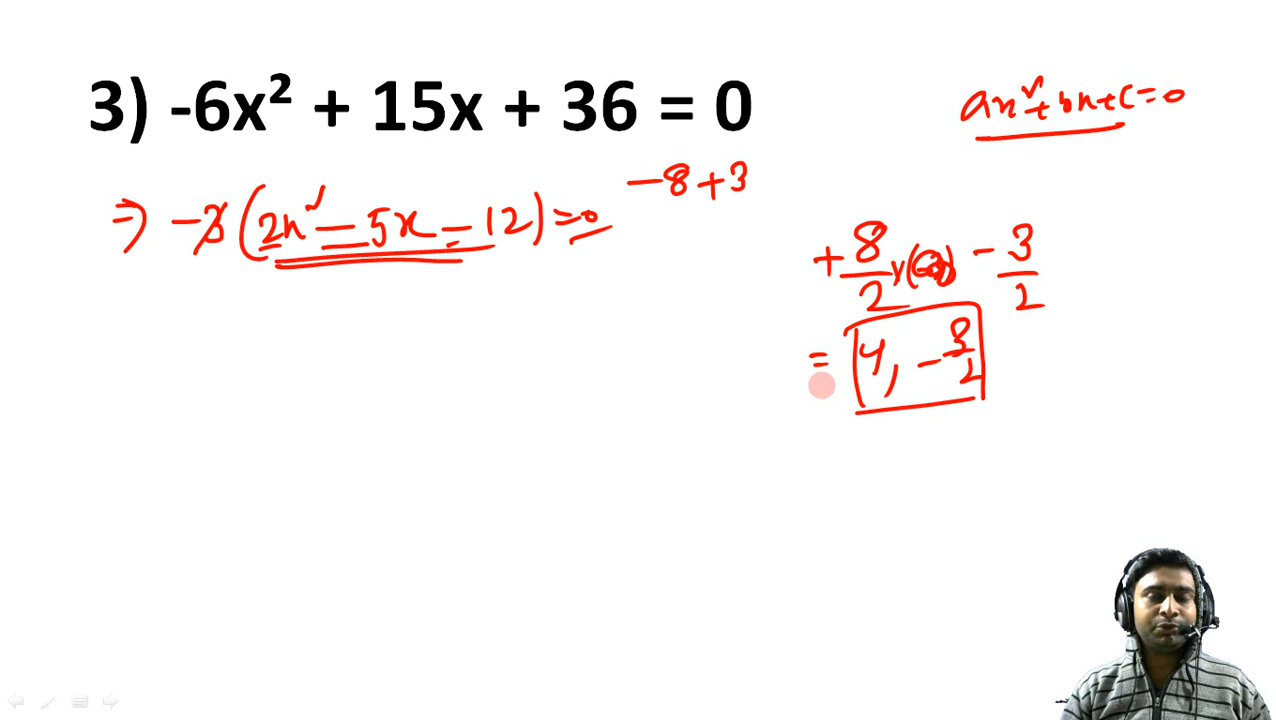 3) -6x² + 15x + 36 = 0
ax² + bx + c = 0
⇒ -3 (2x² - 5x - 12) = 0
-8 + 3
+ 8/2 - 3/2
= 4, - 3/2